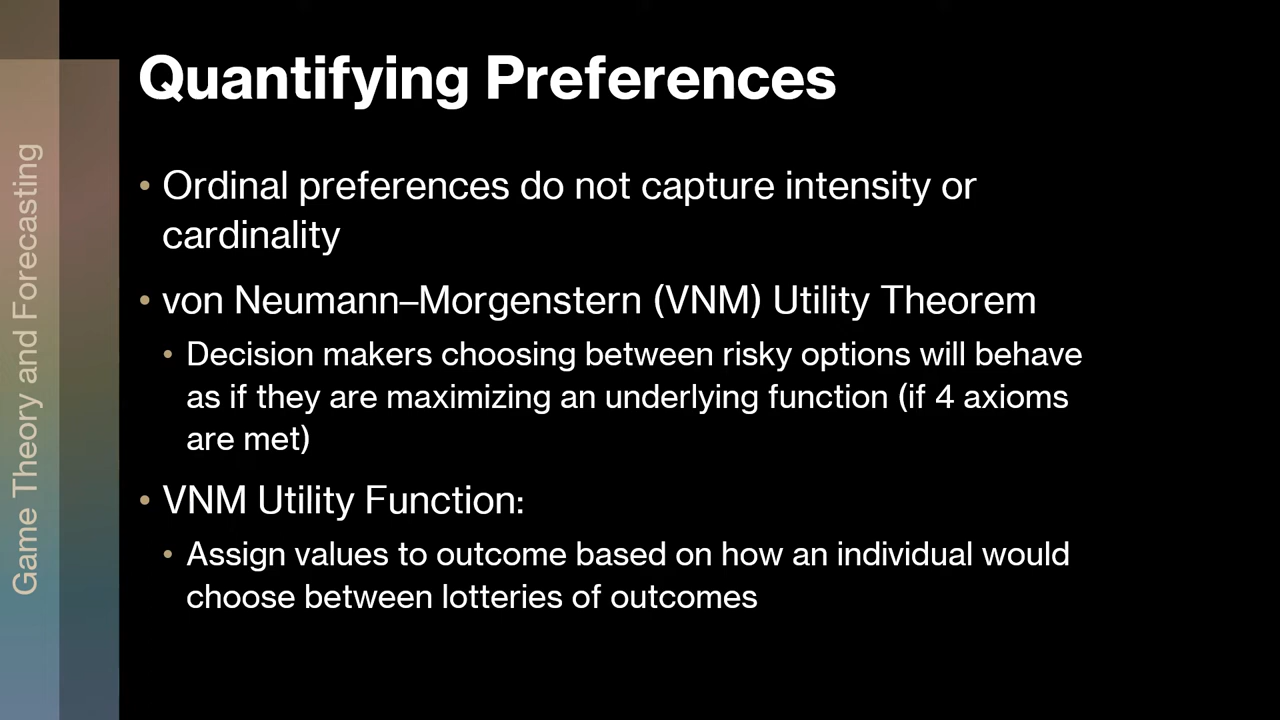 Quantifying Preferences
• Ordinal preferences do not capture intensity or
cardinality
• von Neumann–Morgenstern (VNM) Utility Theorem
• Decision makers choosing between risky options will behave
as if they are maximizing an underlying function (if 4 axioms
are met)
• VNM Utility Function:
• Assign values to outcome based on how an individual would
choose between lotteries of outcomes
Game Theory and Forecasting